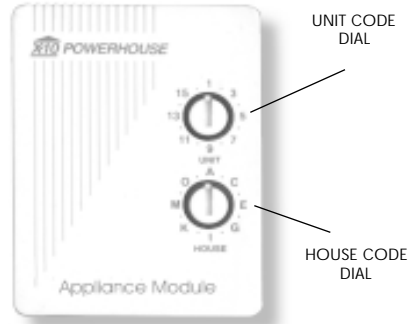 UNIT CODE
DIAL
X10 POWERHOUSE
1
15 3
13 5
11 7
9
UNIT
A
O C
M E
K G
I
HOUSE
HOUSE CODE
DIAL
Appliance Module